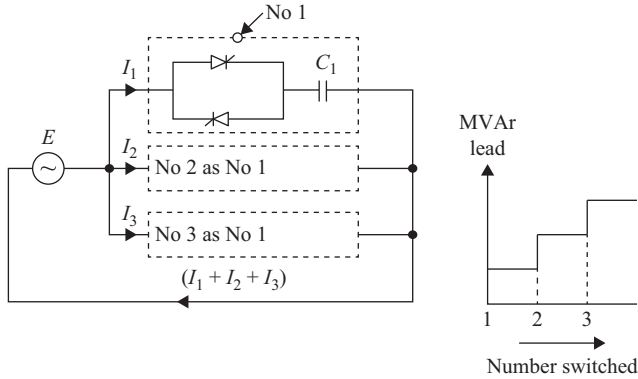 No 1
I₁
C₁
E
~
I₂
No 2 as No 1
I₃
No 3 as No 1
(I₁ + I₂ + I₃)
MVAr
lead
1 2 3
Number switched